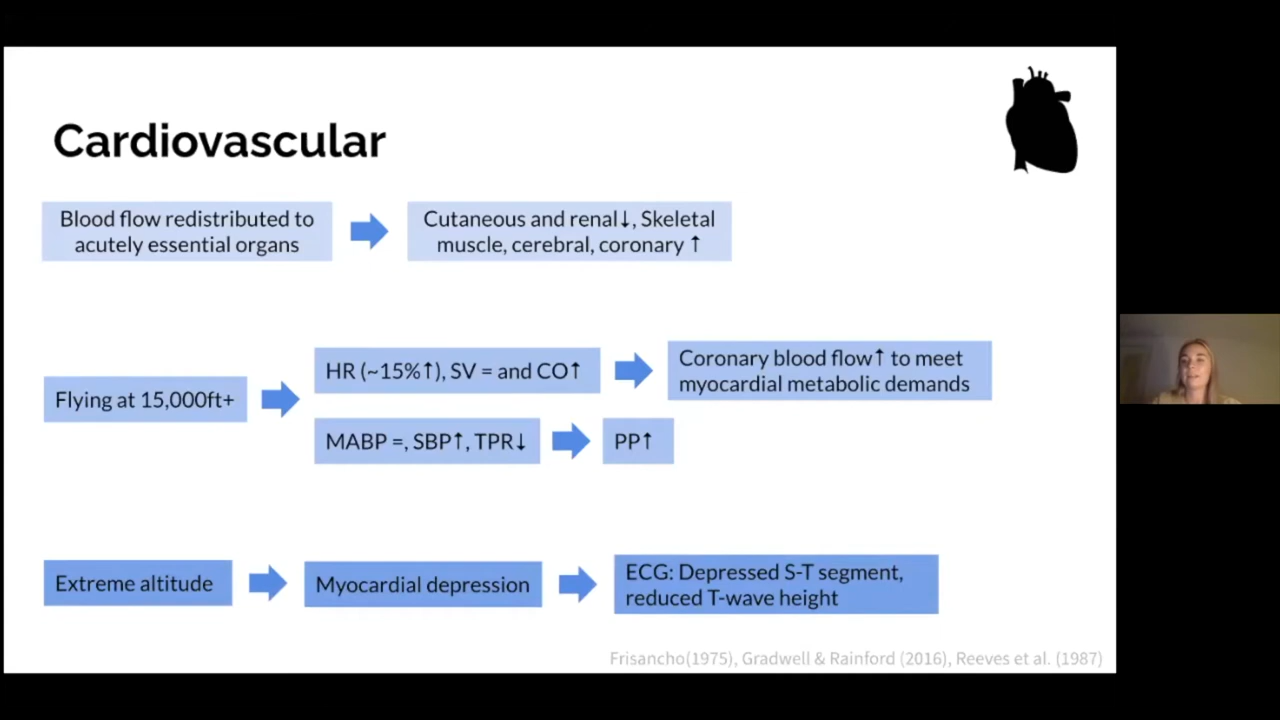 Cardiovascular
Blood flow redistributed to
acutely essential organs
Cutaneous and renal↓, Skeletal
muscle, cerebral, coronary ↑
Flying at 15,000ft+
HR (~15%↑), SV = and CO↑
Coronary blood flow↑ to meet
myocardial metabolic demands
MABP =, SBP↑, TPR↓
PP↑
Extreme altitude
Myocardial depression
ECG: Depressed S-T segment,
reduced T-wave height
Frisancho(1975), Gradwell & Rainford (2016), Reeves et al. (1987)